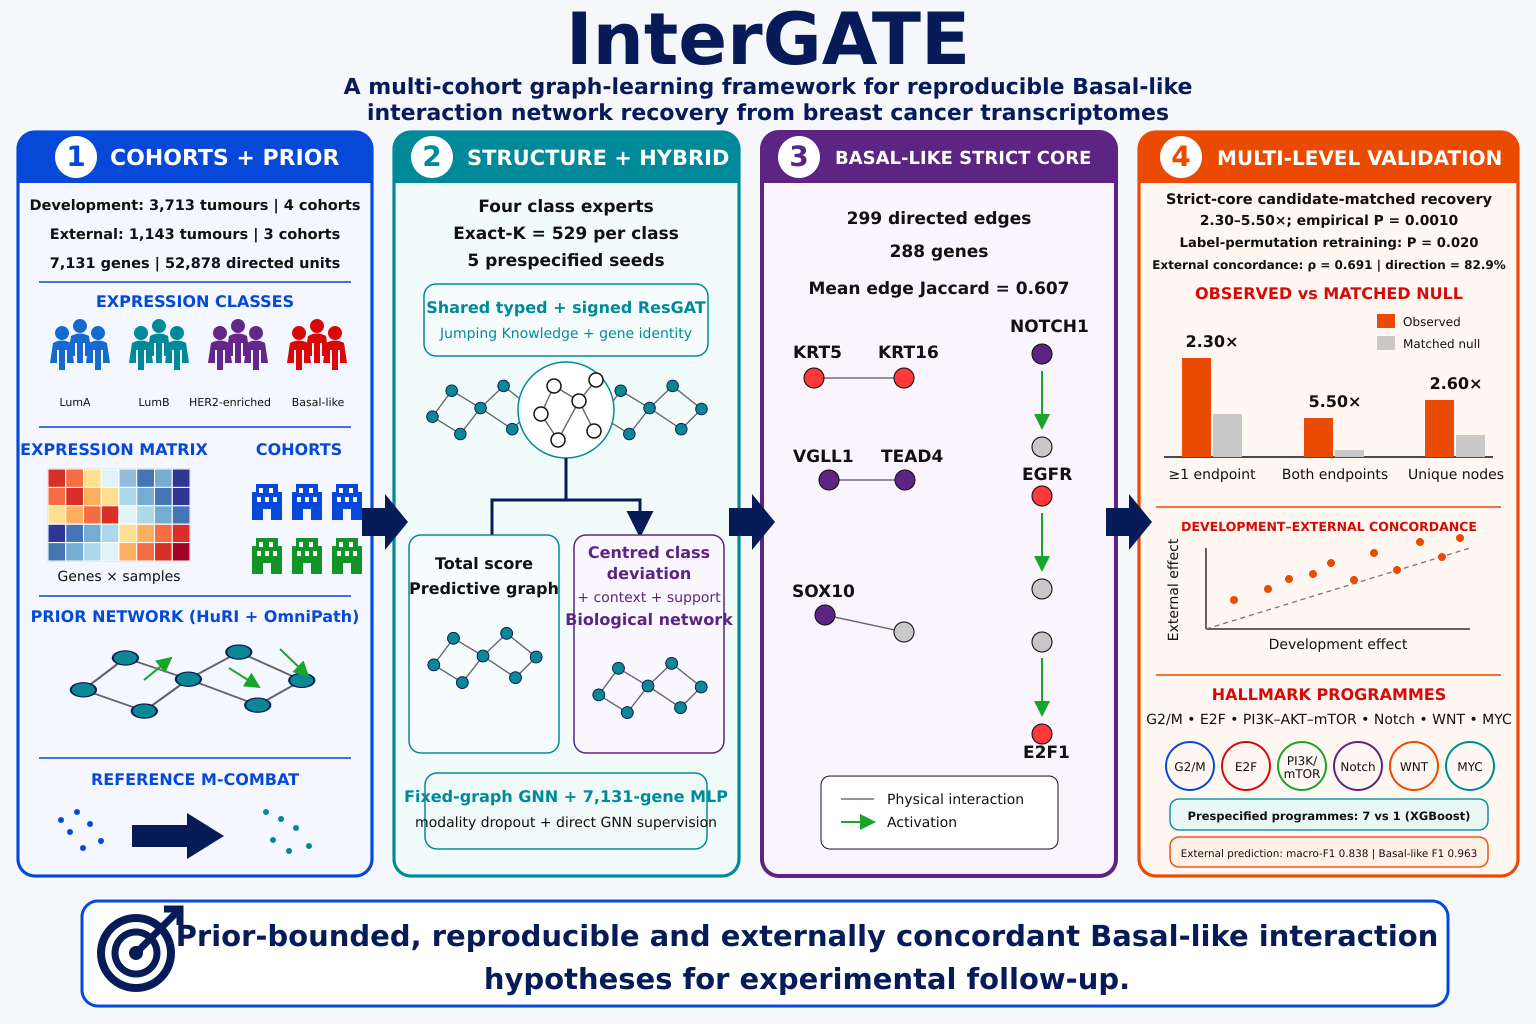 InterGATE
A multi-cohort graph-learning framework for reproducible Basal-like
interaction network recovery from breast cancer transcriptomes
1 COHORTS + PRIOR
Development: 3,713 tumours | 4 cohorts
External: 1,143 tumours | 3 cohorts
7,131 genes | 52,878 directed units
EXPRESSION CLASSES
LumA LumB HER2-enriched Basal-like
EXPRESSION MATRIX COHORTS
Genes × samples
PRIOR NETWORK (HuRI + OmniPath)
REFERENCE M-COMBAT
2 STRUCTURE + HYBRID
Four class experts
Exact-K = 529 per class
5 prespecified seeds
Shared typed + signed ResGAT
Jumping Knowledge + gene identity
Total score
Predictive graph
Centred class
deviation
+ context + support
Biological network
Fixed-graph GNN + 7,131-gene MLP
modality dropout + direct GNN supervision
3 BASAL-LIKE STRICT CORE
299 directed edges
288 genes
Mean edge Jaccard = 0.607
NOTCH1
KRT5 KRT16
VGLL1 TEAD4
EGFR
SOX10
E2F1
Physical interaction
Activation
4 MULTI-LEVEL VALIDATION
Strict-core candidate-matched recovery
2.30–5.50×; empirical P = 0.0010
Label-permutation retraining: P = 0.020
External concordance: ρ = 0.691 | direction = 82.9%
OBSERVED vs MATCHED NULL
Observed
Matched null
2.30×
5.50×
2.60×
≥1 endpoint Both endpoints Unique nodes
DEVELOPMENT–EXTERNAL CONCORDANCE
External effect
Development effect
HALLMARK PROGRAMMES
G2/M • E2F • PI3K–AKT–mTOR • Notch • WNT • MYC
G2/M E2F PI3K/ mTOR Notch WNT MYC
Prespecified programmes: 7 vs 1 (XGBoost)
External prediction: macro-F1 0.838 | Basal-like F1 0.963
Prior-bounded, reproducible and externally concordant Basal-like interaction
hypotheses for experimental follow-up.